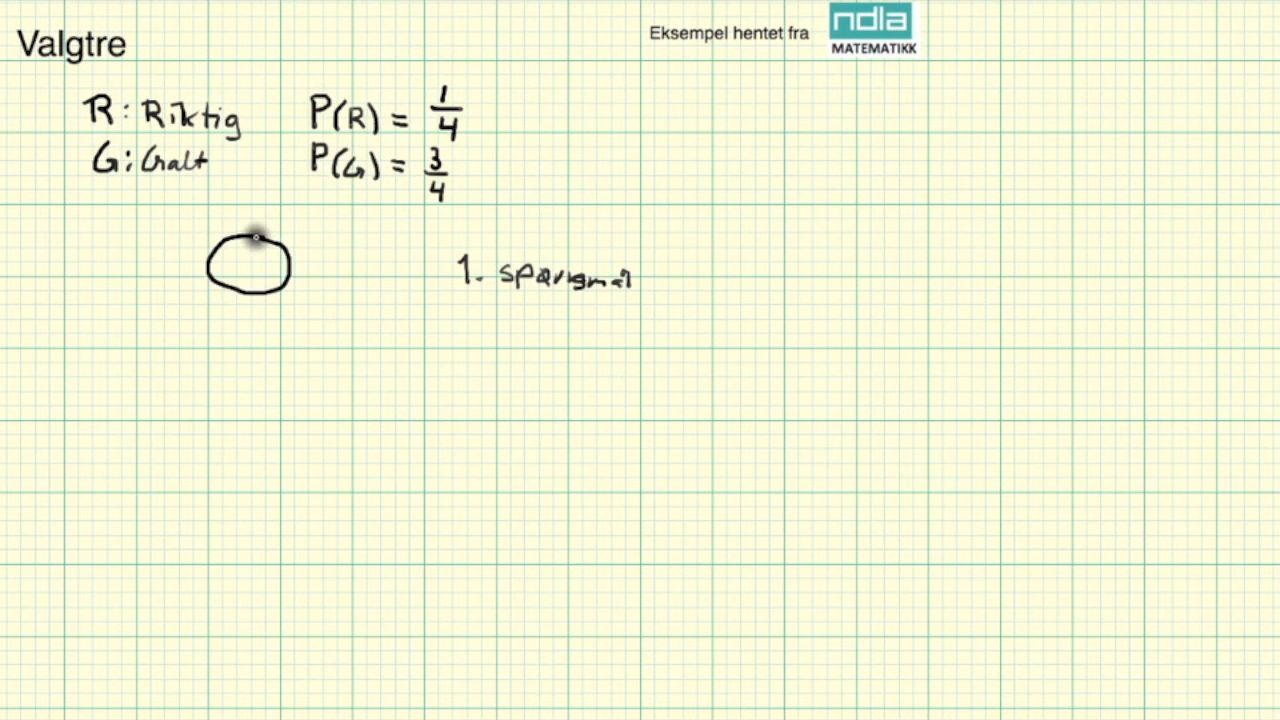 Valgtre
Eksempel hentet fra
ndla
MATEMATIKK
R: Riktig P(R) = 1/4
G: Galt P(G) = 3/4
1. spørsmål